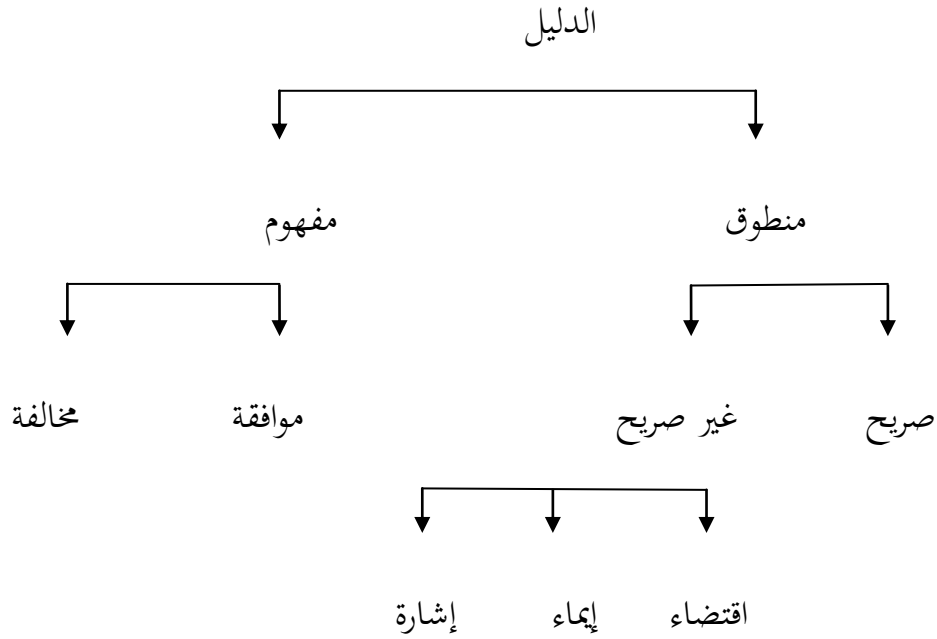 الدليل
منطوق مفهوم
صريح غير صريح موافقة مخالفة
اقتضاء إيماء إشارة